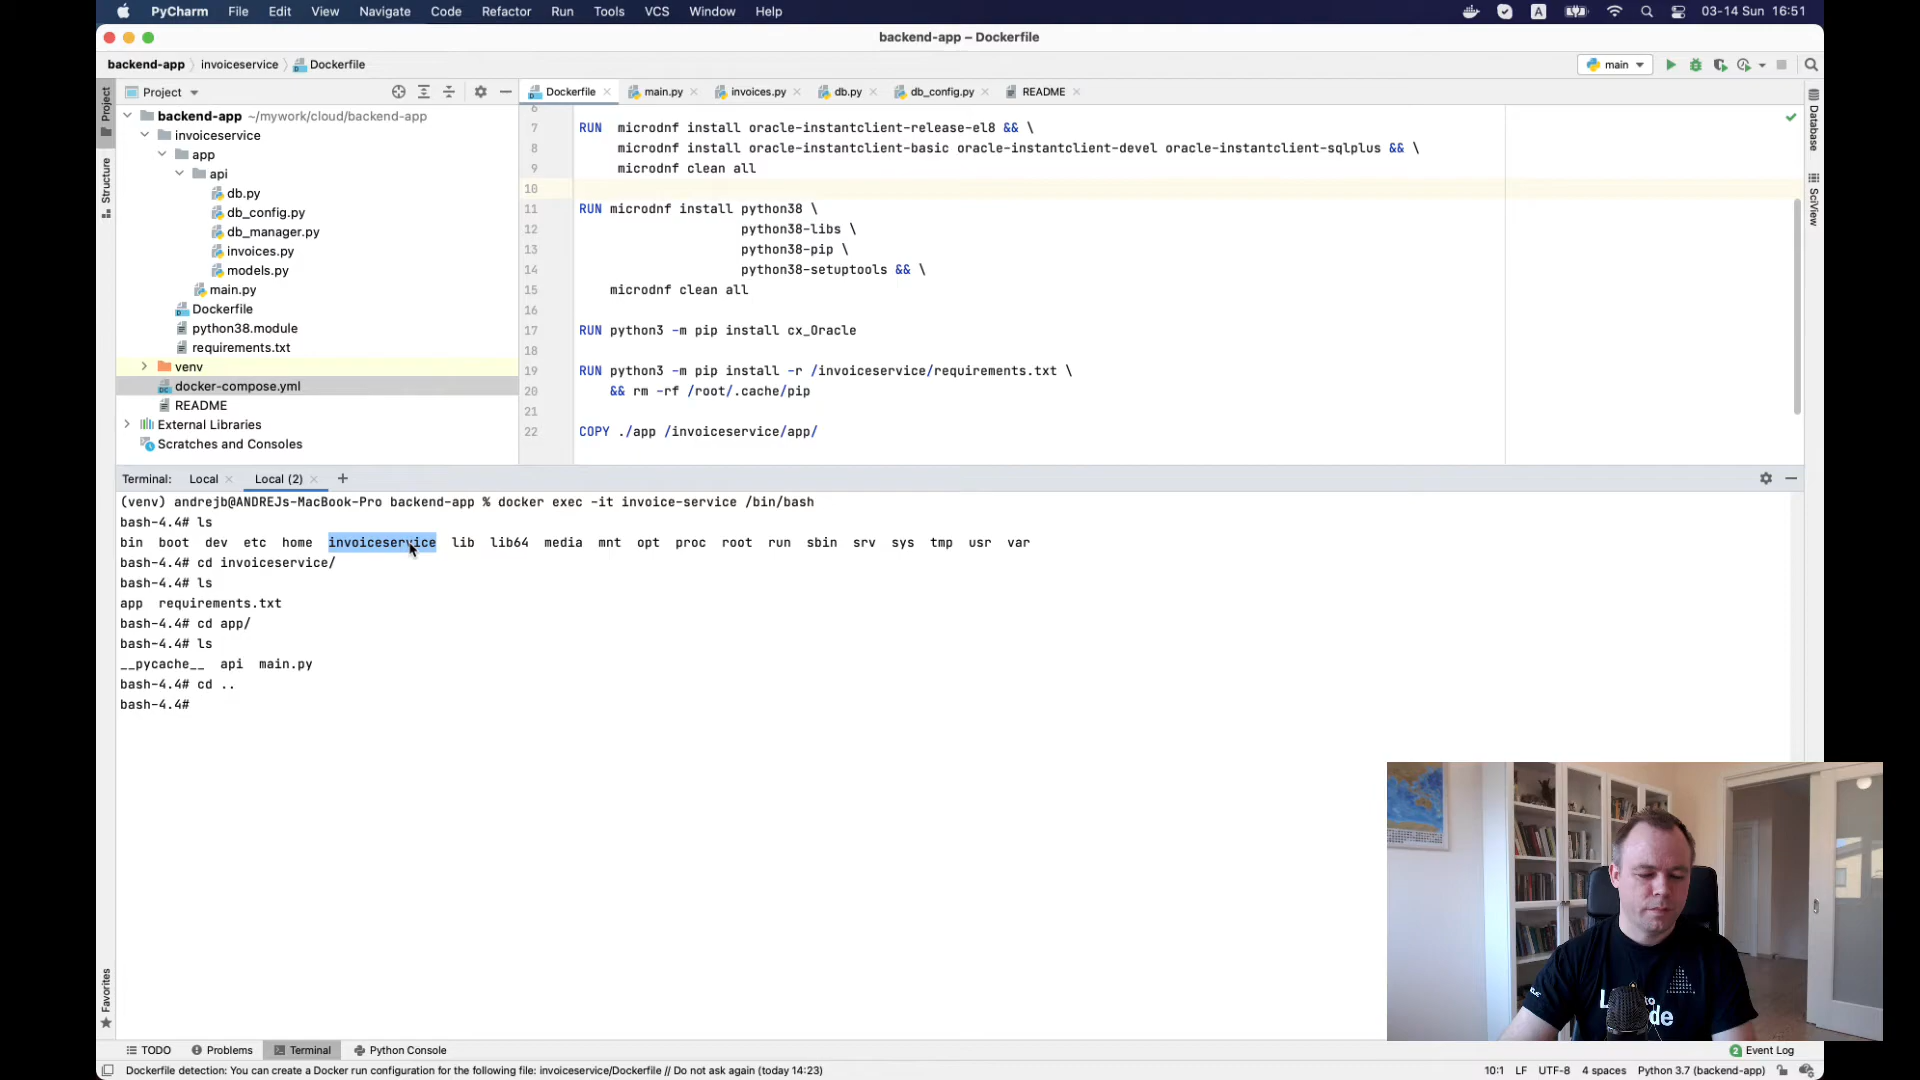 PyCharm File Edit View Navigate Code Refactor Run Tools VCS Window Help
A 03-14 Sun 16:51
backend-app – Dockerfile
backend-app invoiceservice Dockerfile
main
Project
Structure
Favorites
Database
SciView
Project
backend-app ~/mywork/cloud/backend-app
invoiceservice
app
api
db.py
db_config.py
db_manager.py
invoices.py
models.py
main.py
Dockerfile
python38.module
requirements.txt
venv
docker-compose.yml
README
External Libraries
Scratches and Consoles
Dockerfile main.py invoices.py db.py db_config.py README
6
7 RUN microdnf install oracle-instantclient-release-el8 && \
8 microdnf install oracle-instantclient-basic oracle-instantclient-devel oracle-instantclient-sqlplus && \
9 microdnf clean all
10
11 RUN microdnf install python38 \
12 python38-libs \
13 python38-pip \
14 python38-setuptools && \
15 microdnf clean all
16
17 RUN python3 -m pip install cx_Oracle
18
19 RUN python3 -m pip install -r /invoiceservice/requirements.txt \
20 && rm -rf /root/.cache/pip
21
22 COPY ./app /invoiceservice/app/
Terminal: Local Local (2)
(venv) andrejb@ANDREJs-MacBook-Pro backend-app % docker exec -it invoice-service /bin/bash
bash-4.4# ls
bin boot dev etc home invoiceservice lib lib64 media mnt opt proc root run sbin srv sys tmp usr var
bash-4.4# cd invoiceservice/
bash-4.4# ls
app requirements.txt
bash-4.4# cd app/
bash-4.4# ls
__pycache__ api main.py
bash-4.4# cd ..
bash-4.4#
TODO Problems Terminal Python Console
2 Event Log
Dockerfile detection: You can create a Docker run configuration for the following file: invoiceservice/Dockerfile // Do not ask again (today 14:23)
10:1 LF UTF-8 4 spaces Python 3.7 (backend-app)